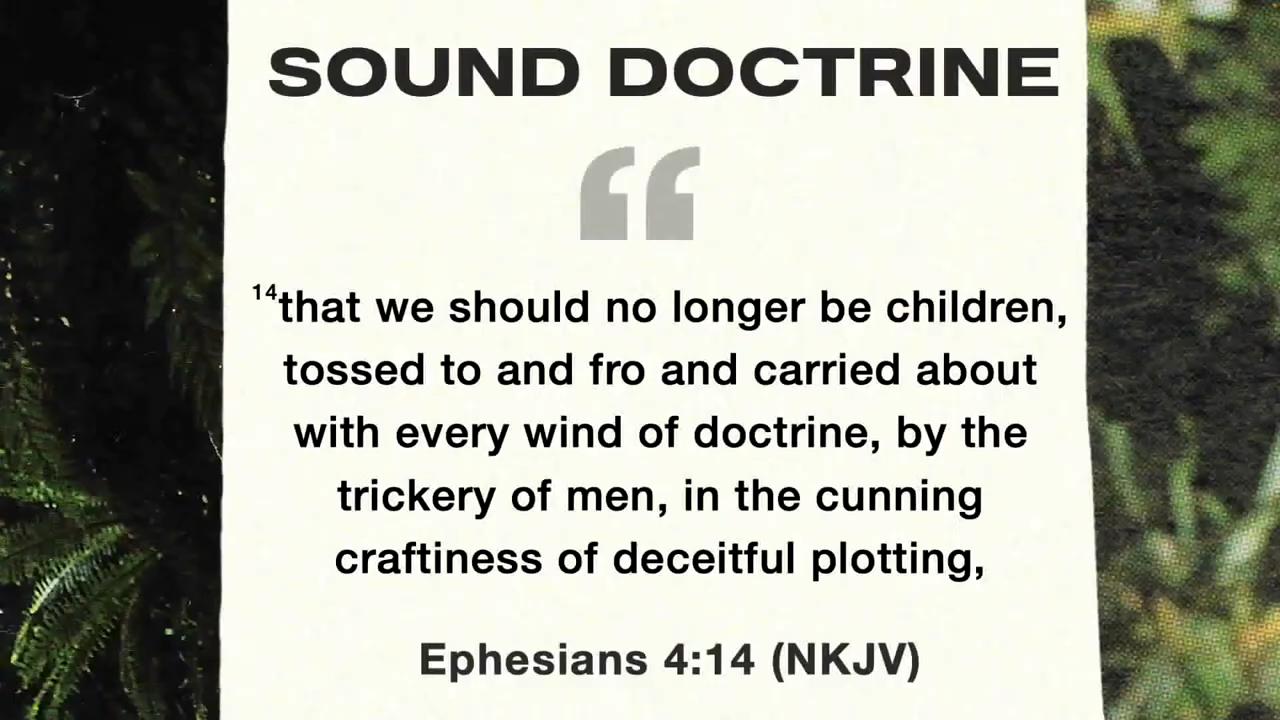 SOUND DOCTRINE
“
14that we should no longer be children,
tossed to and fro and carried about
with every wind of doctrine, by the
trickery of men, in the cunning
craftiness of deceitful plotting,
Ephesians 4:14 (NKJV)